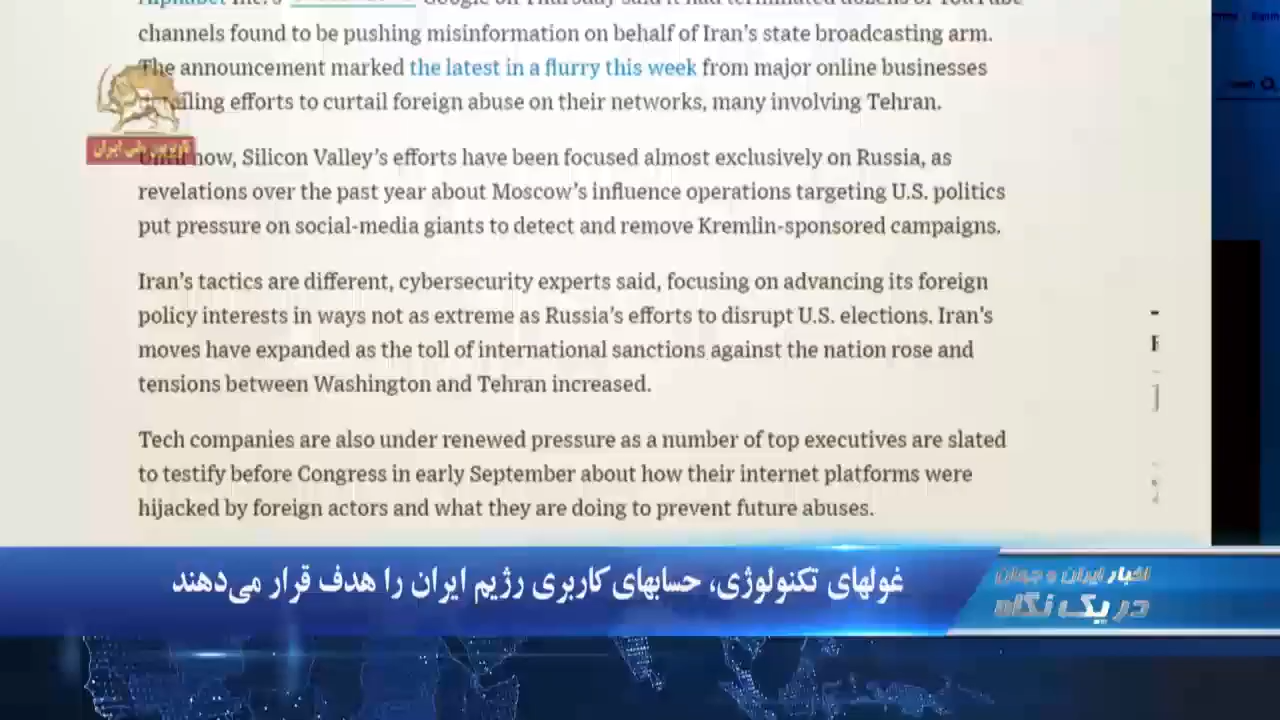 channels found to be pushing misinformation on behalf of Iran's state broadcasting arm.
The announcement marked the latest in a flurry this week from major online businesses
efforts to curtail foreign abuse on their networks, many involving Tehran.
سیمای ملی ایران
Until now, Silicon Valley's efforts have been focused almost exclusively on Russia, as
revelations over the past year about Moscow's influence operations targeting U.S. politics
put pressure on social-media giants to detect and remove Kremlin-sponsored campaigns.
Iran's tactics are different, cybersecurity experts said, focusing on advancing its foreign
policy interests in ways not as extreme as Russia's efforts to disrupt U.S. elections. Iran's
moves have expanded as the toll of international sanctions against the nation rose and
tensions between Washington and Tehran increased.
Tech companies are also under renewed pressure as a number of top executives are slated
to testify before Congress in early September about how their internet platforms were
hijacked by foreign actors and what they are doing to prevent future abuses.
غولهای تکنولوژی، حسابهای کاربری رژیم ایران را هدف قرار می‌دهند
اخبار ایران و جهان
در یک نگاه